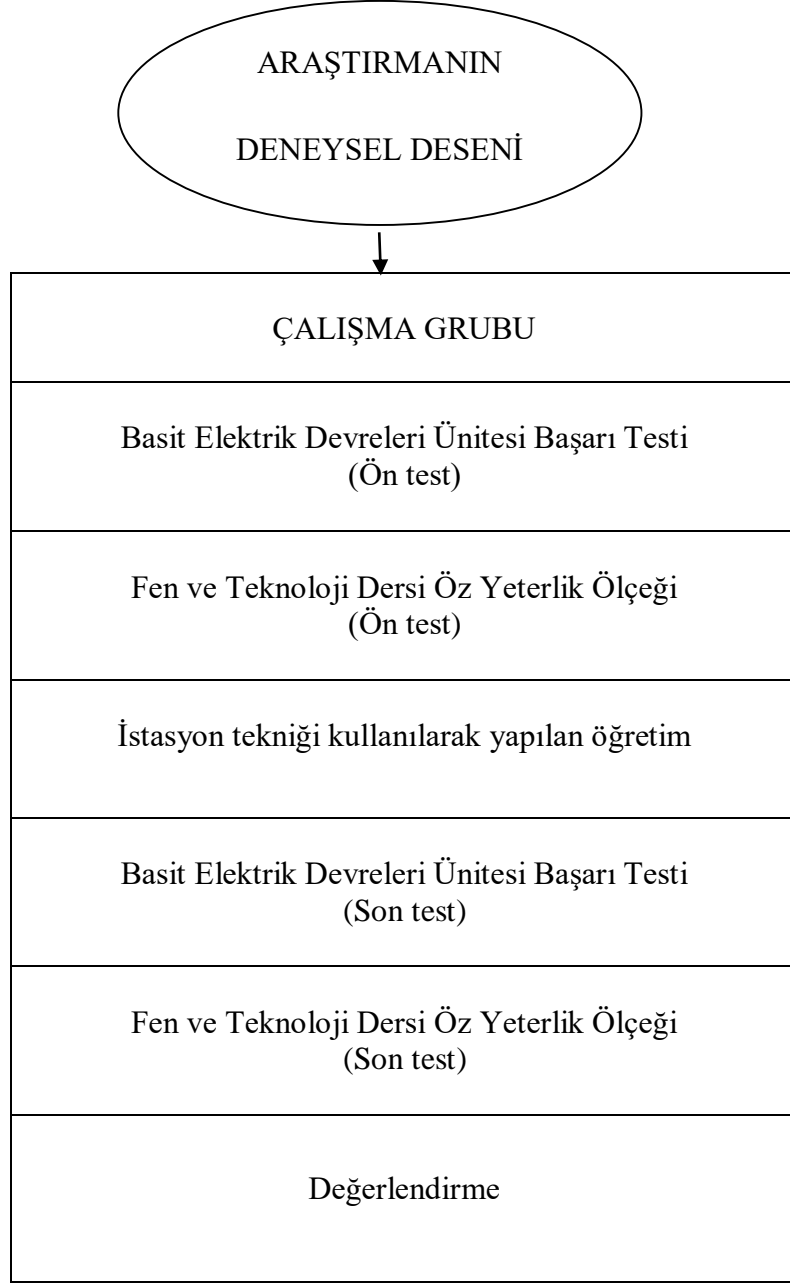 ARAŞTIRMANIN
DENEYSEL DESENİ
ÇALIŞMA GRUBU
Basit Elektrik Devreleri Ünitesi Başarı Testi
(Ön test)
Fen ve Teknoloji Dersi Öz Yeterlik Ölçeği
(Ön test)
İstasyon tekniği kullanılarak yapılan öğretim
Basit Elektrik Devreleri Ünitesi Başarı Testi
(Son test)
Fen ve Teknoloji Dersi Öz Yeterlik Ölçeği
(Son test)
Değerlendirme